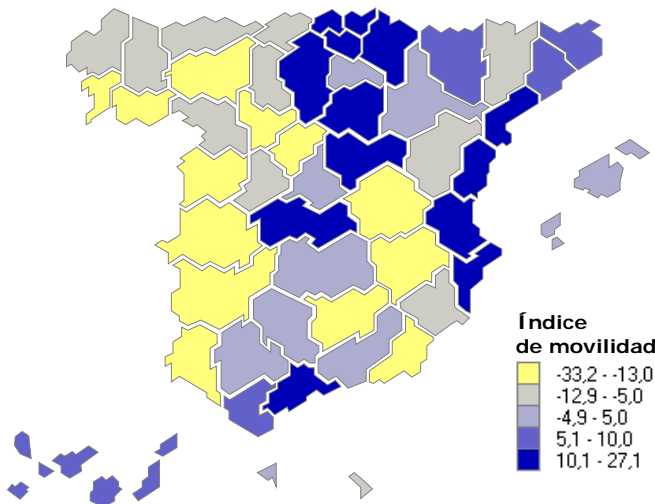 Índice
de movilidad
-33,2 - -13,0
-12,9 - -5,0
-4,9 - 5,0
5,1 - 10,0
10,1 - 27,1